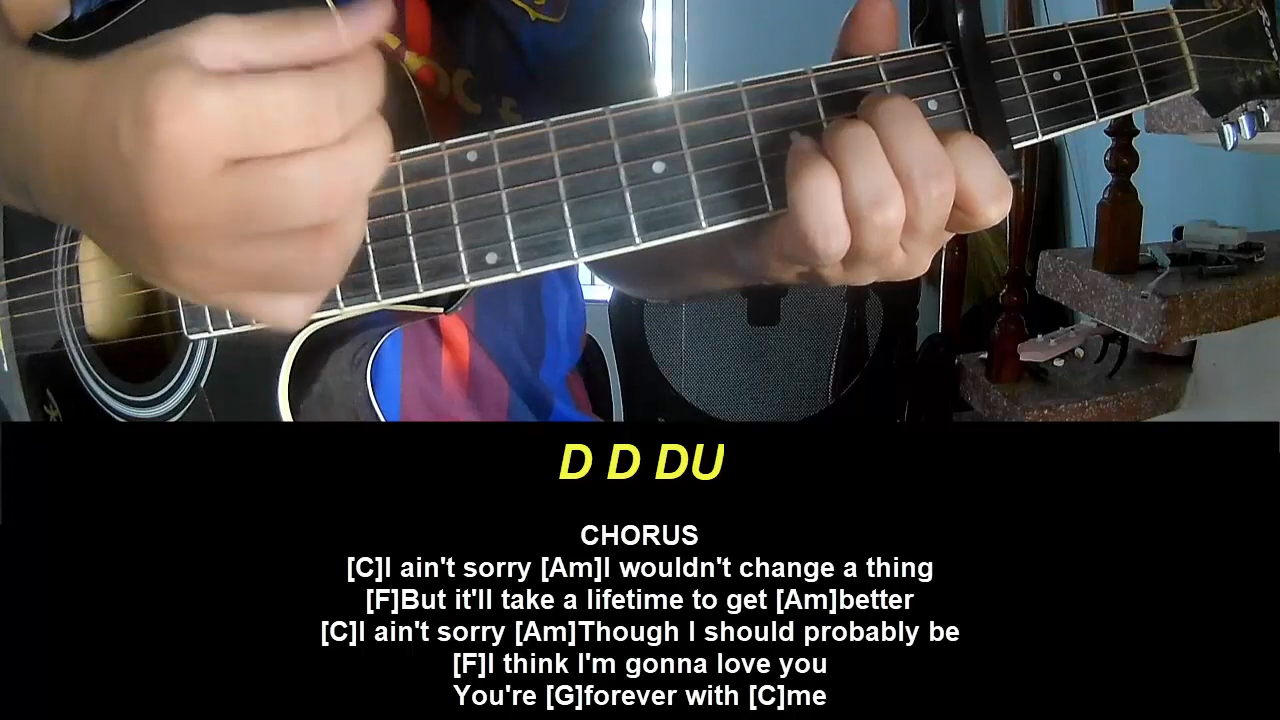 D D DU
CHORUS
[C]I ain't sorry [Am]I wouldn't change a thing
[F]But it'll take a lifetime to get [Am]better
[C]I ain't sorry [Am]Though I should probably be
[F]I think I'm gonna love you
You're [G]forever with [C]me